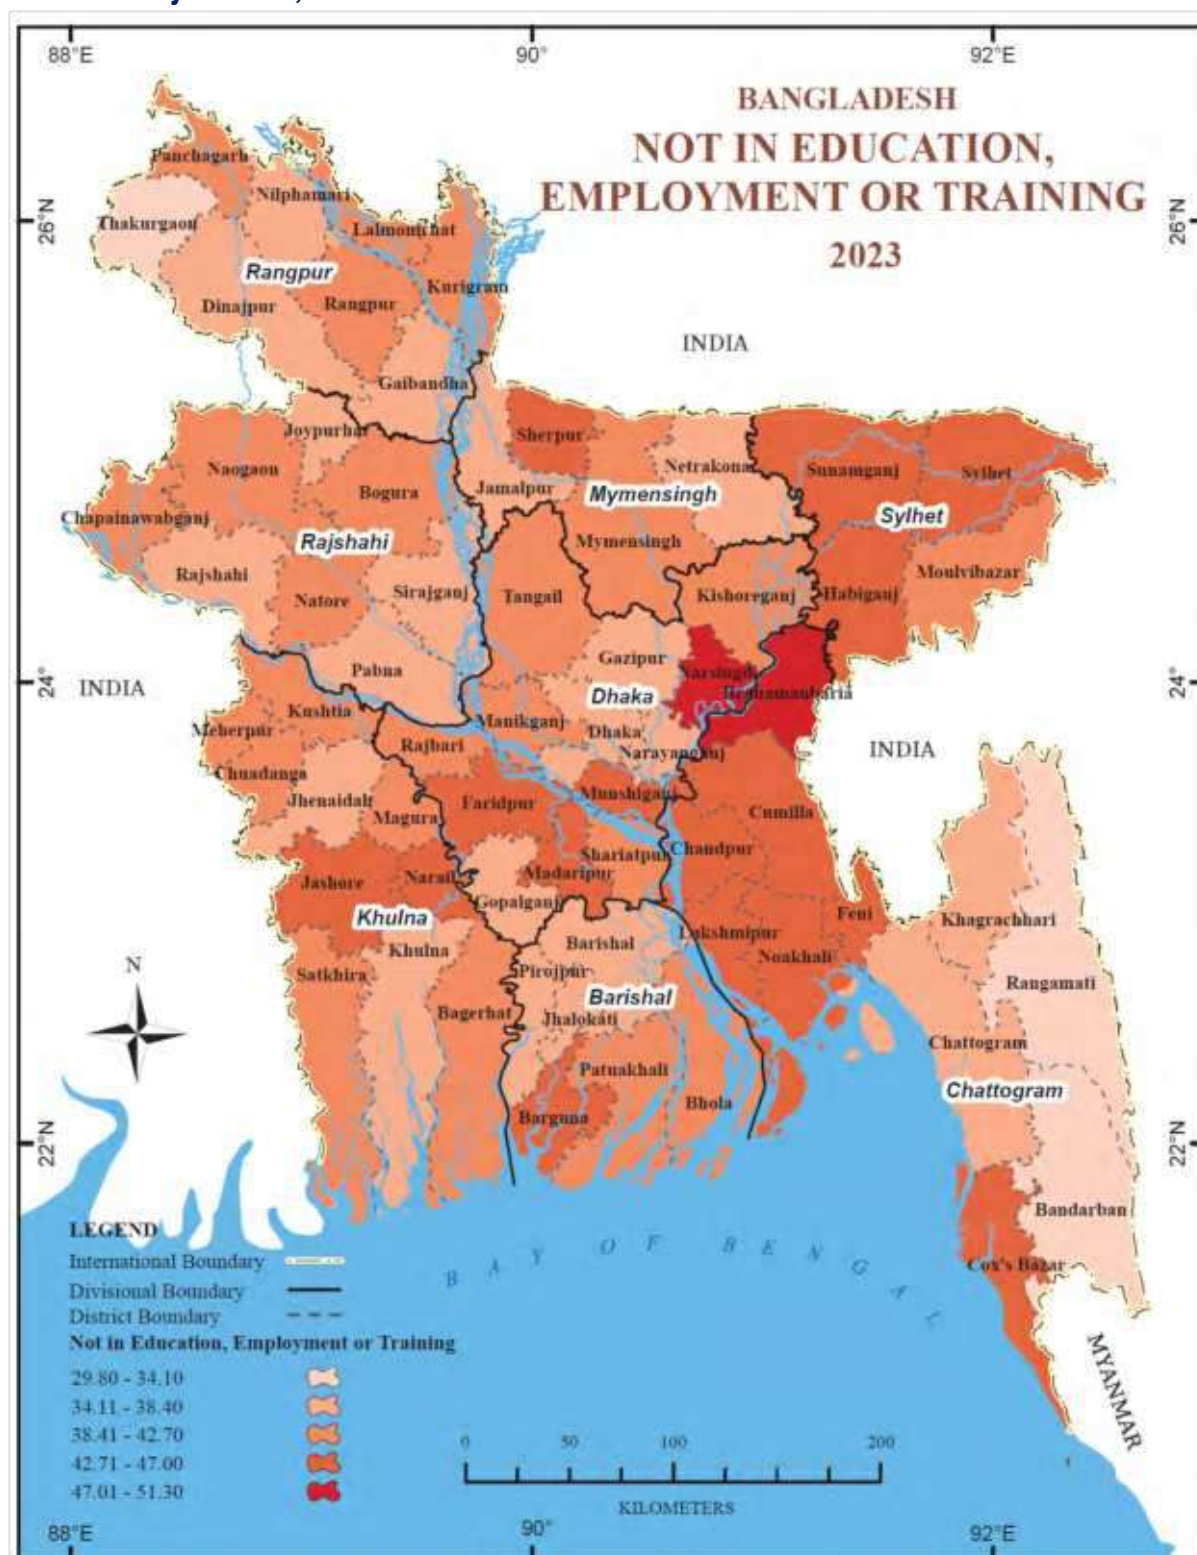 88°E
90°
92°E
BANGLADESH
NOT IN EDUCATION,
EMPLOYMENT OR TRAINING
2023
26°N
26°N
Panchagarh
Nilphamari
Thakurgaon
Lalmonirhat
Rangpur
Kurigram
Dinajpur
Rangpur
INDIA
Gaibandha
Joypurhat
Sherpur
Naogaon
Netrakona
Sunamganj
Sylhet
Bogura
Jamalpur
Mymensingh
Chapainawabganj
Sylhet
Rajshahi
Mymensingh
Rajshahi
Moulvibazar
Sirajganj
Natore
Tangail
Kishoreganj
Habiganj
Gazipur
Pabna
Narsingdi
24°
INDIA
Dhaka
Brahamanbaria
24°
Kushtia
Manikganj
Meherpur
Dhaka
Rajbari
Narayanganj
INDIA
Chuadanga
Jhenaidah
Faridpur
Munshiganj
Magura
Cumilla
Shariatpur
Chaudpur
Jashore
Narail
Madaripur
Gopalganj
Feni
Khulna
Khagrachhari
Khulna
Barishal
Lakshmipur
N
Satkhira
Pirojpur
Noakhali
Rangamati
Barishal
Bagerhat
Jhalokati
Chattogram
Patuakhali
Chattogram
Bhola
Barguna
22°N
22°N
Bandarban
LEGEND
International Boundary
BAY OF BENGAL
Cox's Bazar
Divisional Boundary
District Boundary
Not in Education, Employment or Training
MYANMAR
29.80 - 34.10
34.11 - 38.40
38.41 - 42.70
42.71 - 47.00
47.01 - 51.30
0 50 100 200
KILOMETERS
88°E
90°
92°E